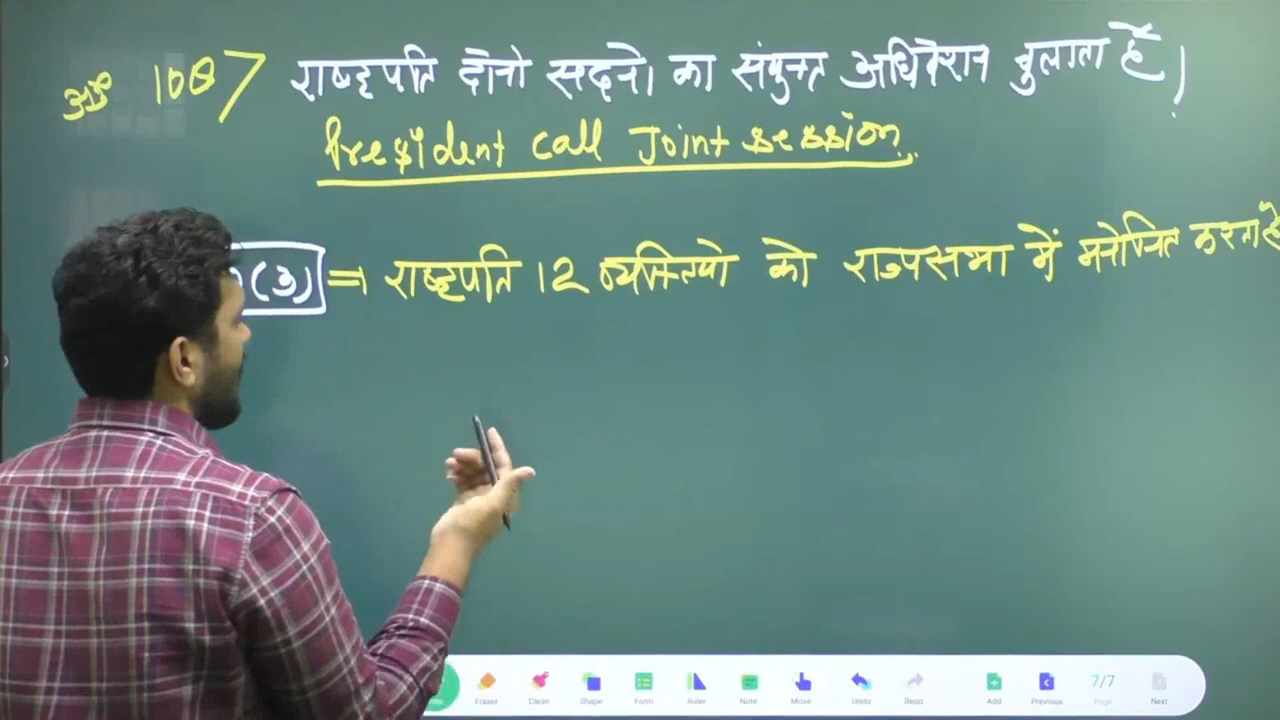 अनु॰ 108 > राष्ट्रपति दोनो सदनो का संयुक्त अधिवेशन बुलाता है।
President call Joint session
(3) => राष्ट्रपति 12 व्यक्तियो को राज्यसभा में मनोनित करता है
Eraser Clean Shape Form Ruler Note Move Undo Redo Add Previous 7/7 Page Next